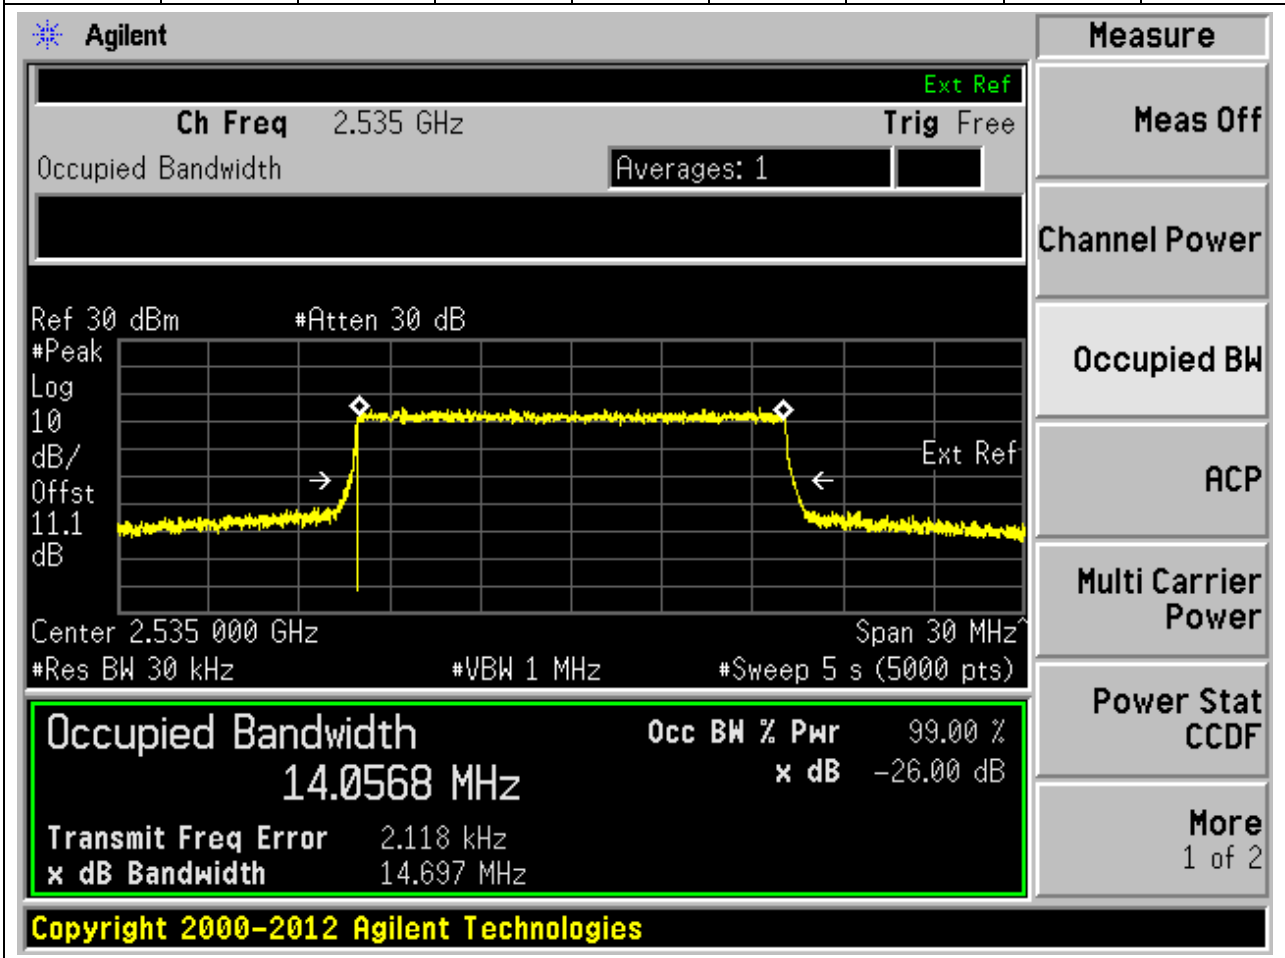 Agilent
Measure
Ext Ref
Ch Freq 2.535 GHz Trig Free
Meas Off
Occupied Bandwidth Averages: 1
Channel Power
Ref 30 dBm #Atten 30 dB
#Peak
Log
10
dB/
Offst
11.1
dB
Ext Ref
Occupied BW
ACP
Center 2.535 000 GHz Span 30 MHz^
#Res BW 30 kHz #VBW 1 MHz #Sweep 5 s (5000 pts)
Multi Carrier
Power
Occupied Bandwidth Occ BW % Pwr 99.00 %
14.0568 MHz x dB -26.00 dB
Transmit Freq Error 2.118 kHz
x dB Bandwidth 14.697 MHz
Power Stat
CCDF
More
1 of 2
Copyright 2000-2012 Agilent Technologies